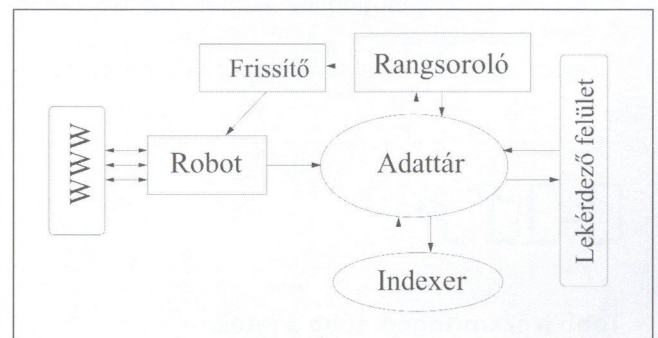 Frissítő
Rangsoroló
WWW
Robot
Adattár
Lekérdező felület
Indexer